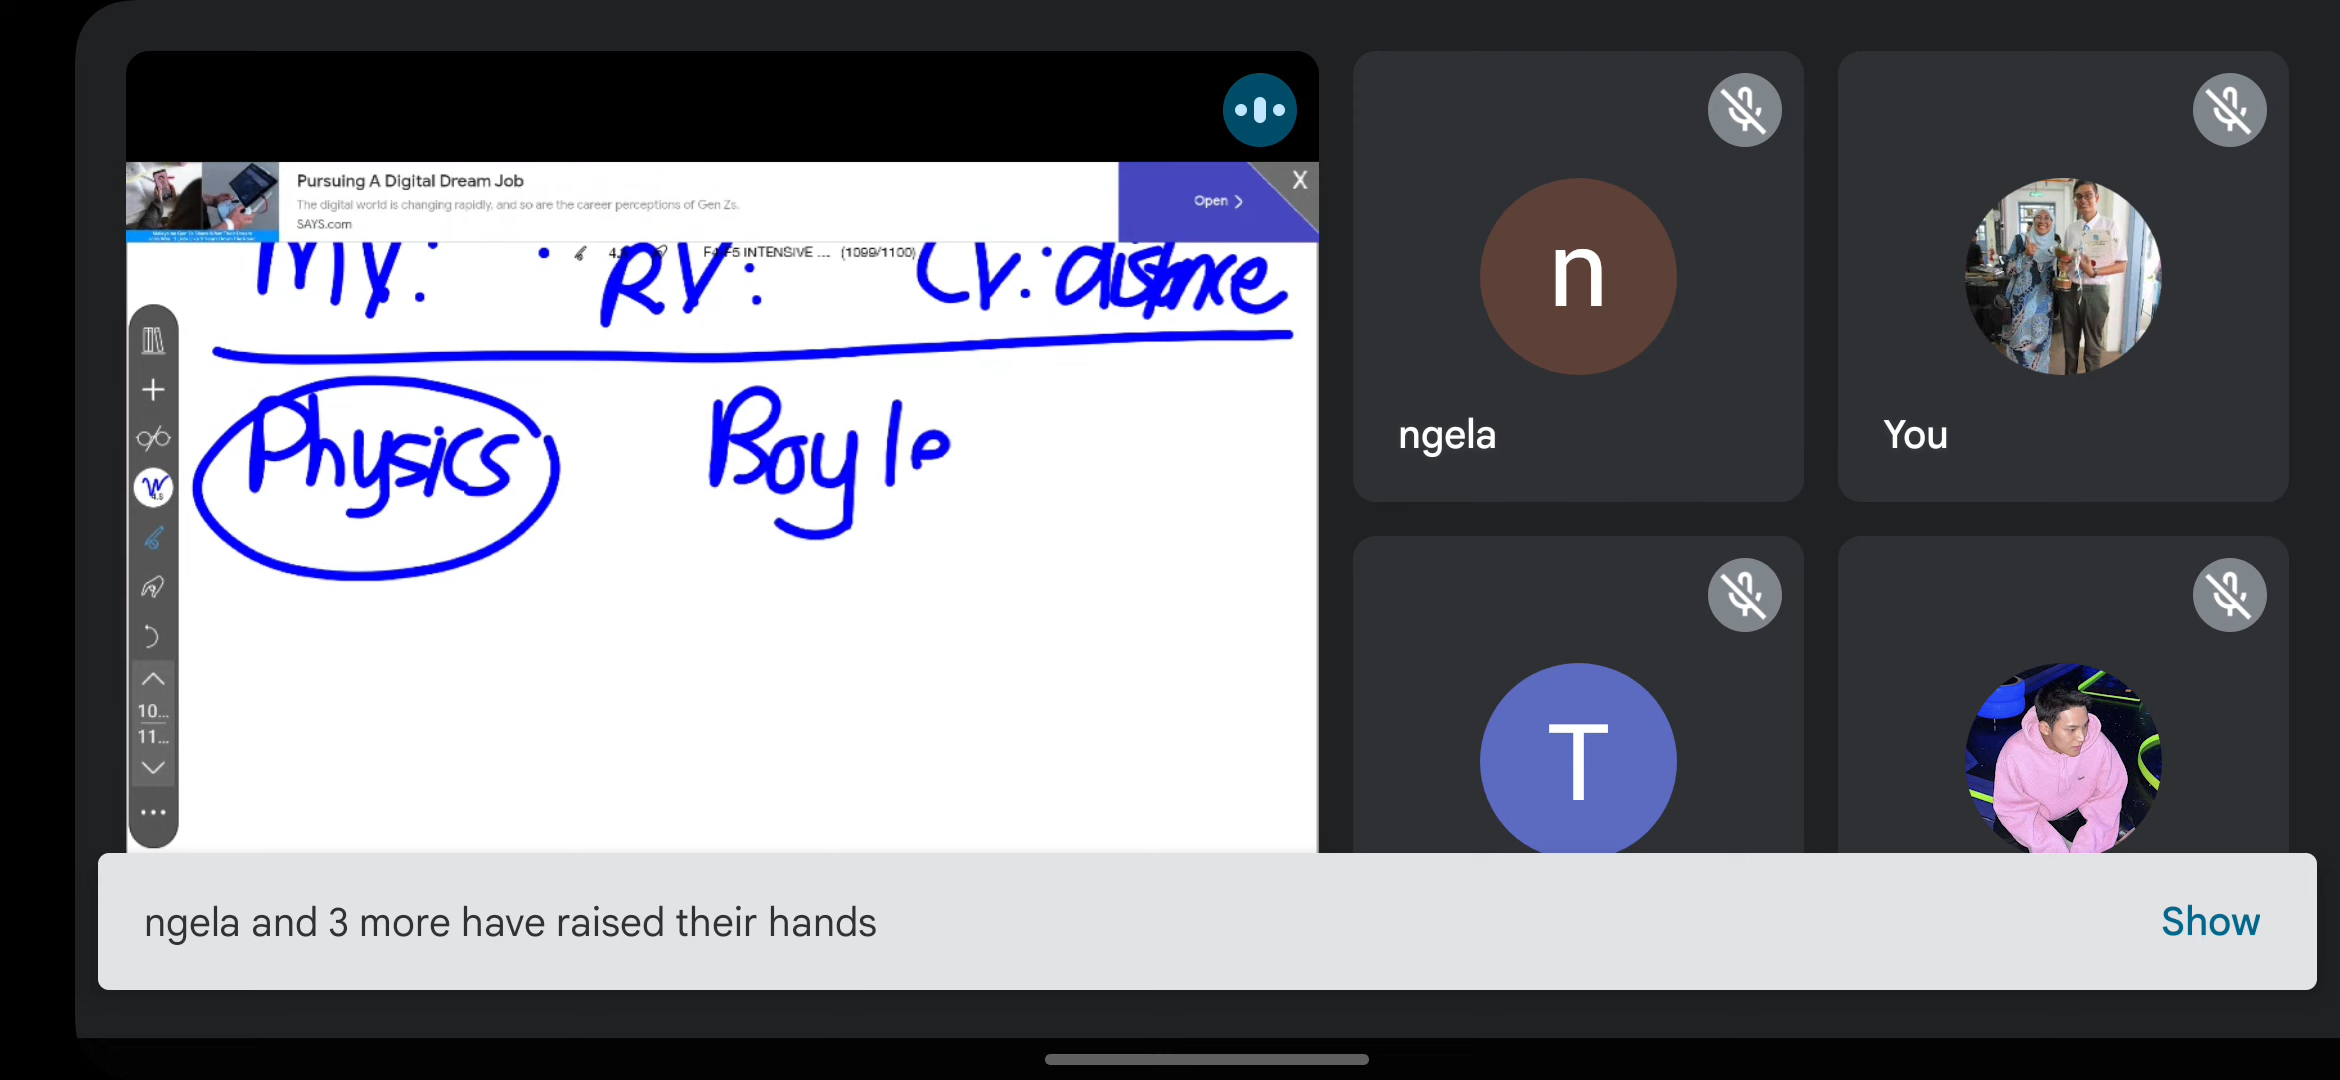 Pursuing A Digital Dream Job
The digital world is changing rapidly, and so are the career perceptions of Gen Zs.
SAYS.com
Open
X
F4 F5 INTENSIVE ... (1099/1100)
MV: RV: CV: distance
Physics Boyle
10...
11...
n
ngela
You
T
ngela and 3 more have raised their hands
Show